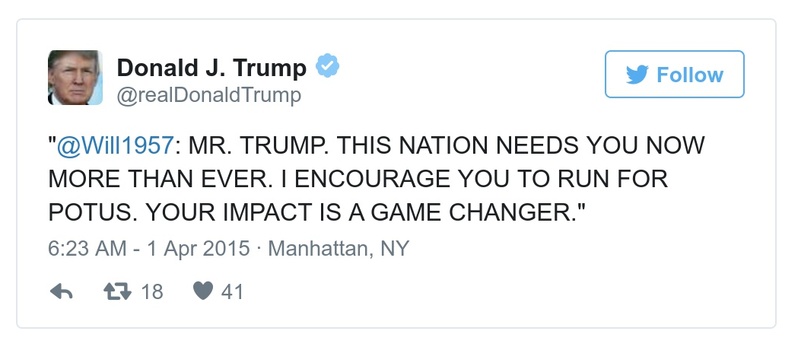 Donald J. Trump
@realDonaldTrump
Follow
"@Will1957: MR. TRUMP. THIS NATION NEEDS YOU NOW
MORE THAN EVER. I ENCOURAGE YOU TO RUN FOR
POTUS. YOUR IMPACT IS A GAME CHANGER."
6:23 AM - 1 Apr 2015 · Manhattan, NY
18 41